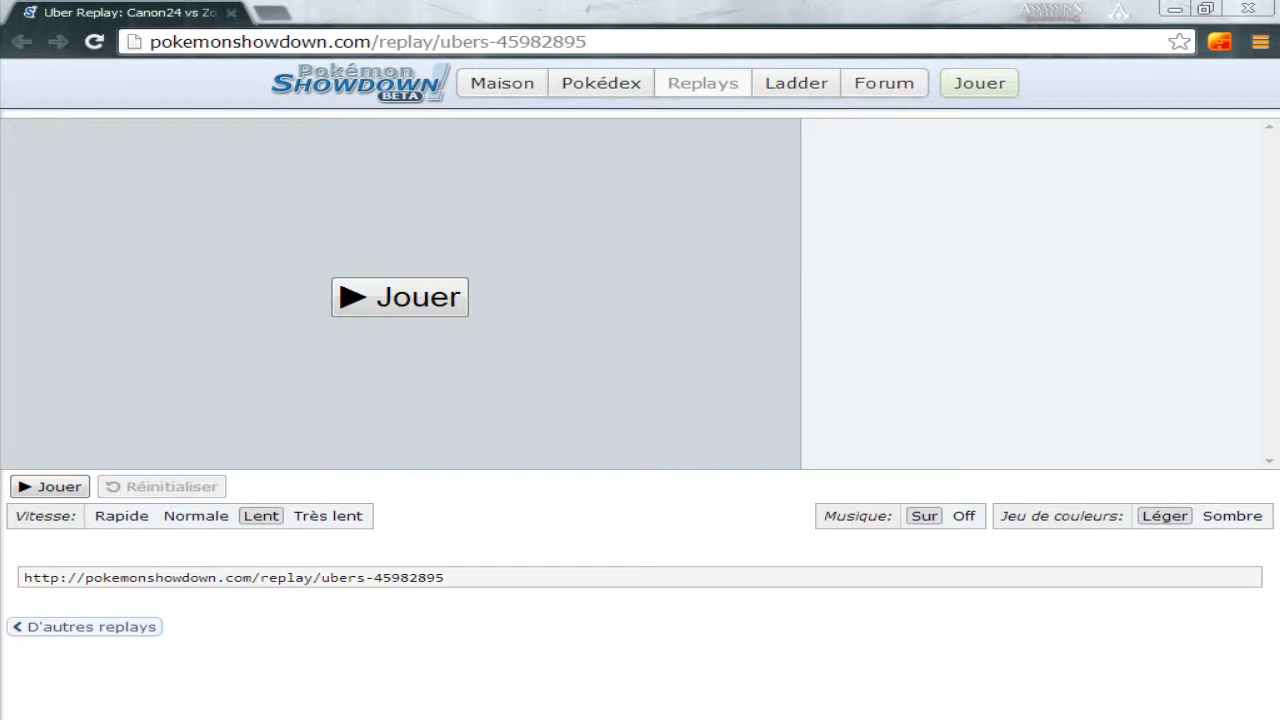 Uber Replay: Canon24 vs Zo
pokemonshowdown.com/replay/ubers-45982895
Pokémon
SHOWDOWN!
BETA
Maison Pokédex Replays Ladder Forum Jouer
► Jouer
► Jouer Réinitialiser
Vitesse: Rapide Normale Lent Très lent Musique: Sur Off Jeu de couleurs: Léger Sombre
http://pokemonshowdown.com/replay/ubers-45982895
D'autres replays